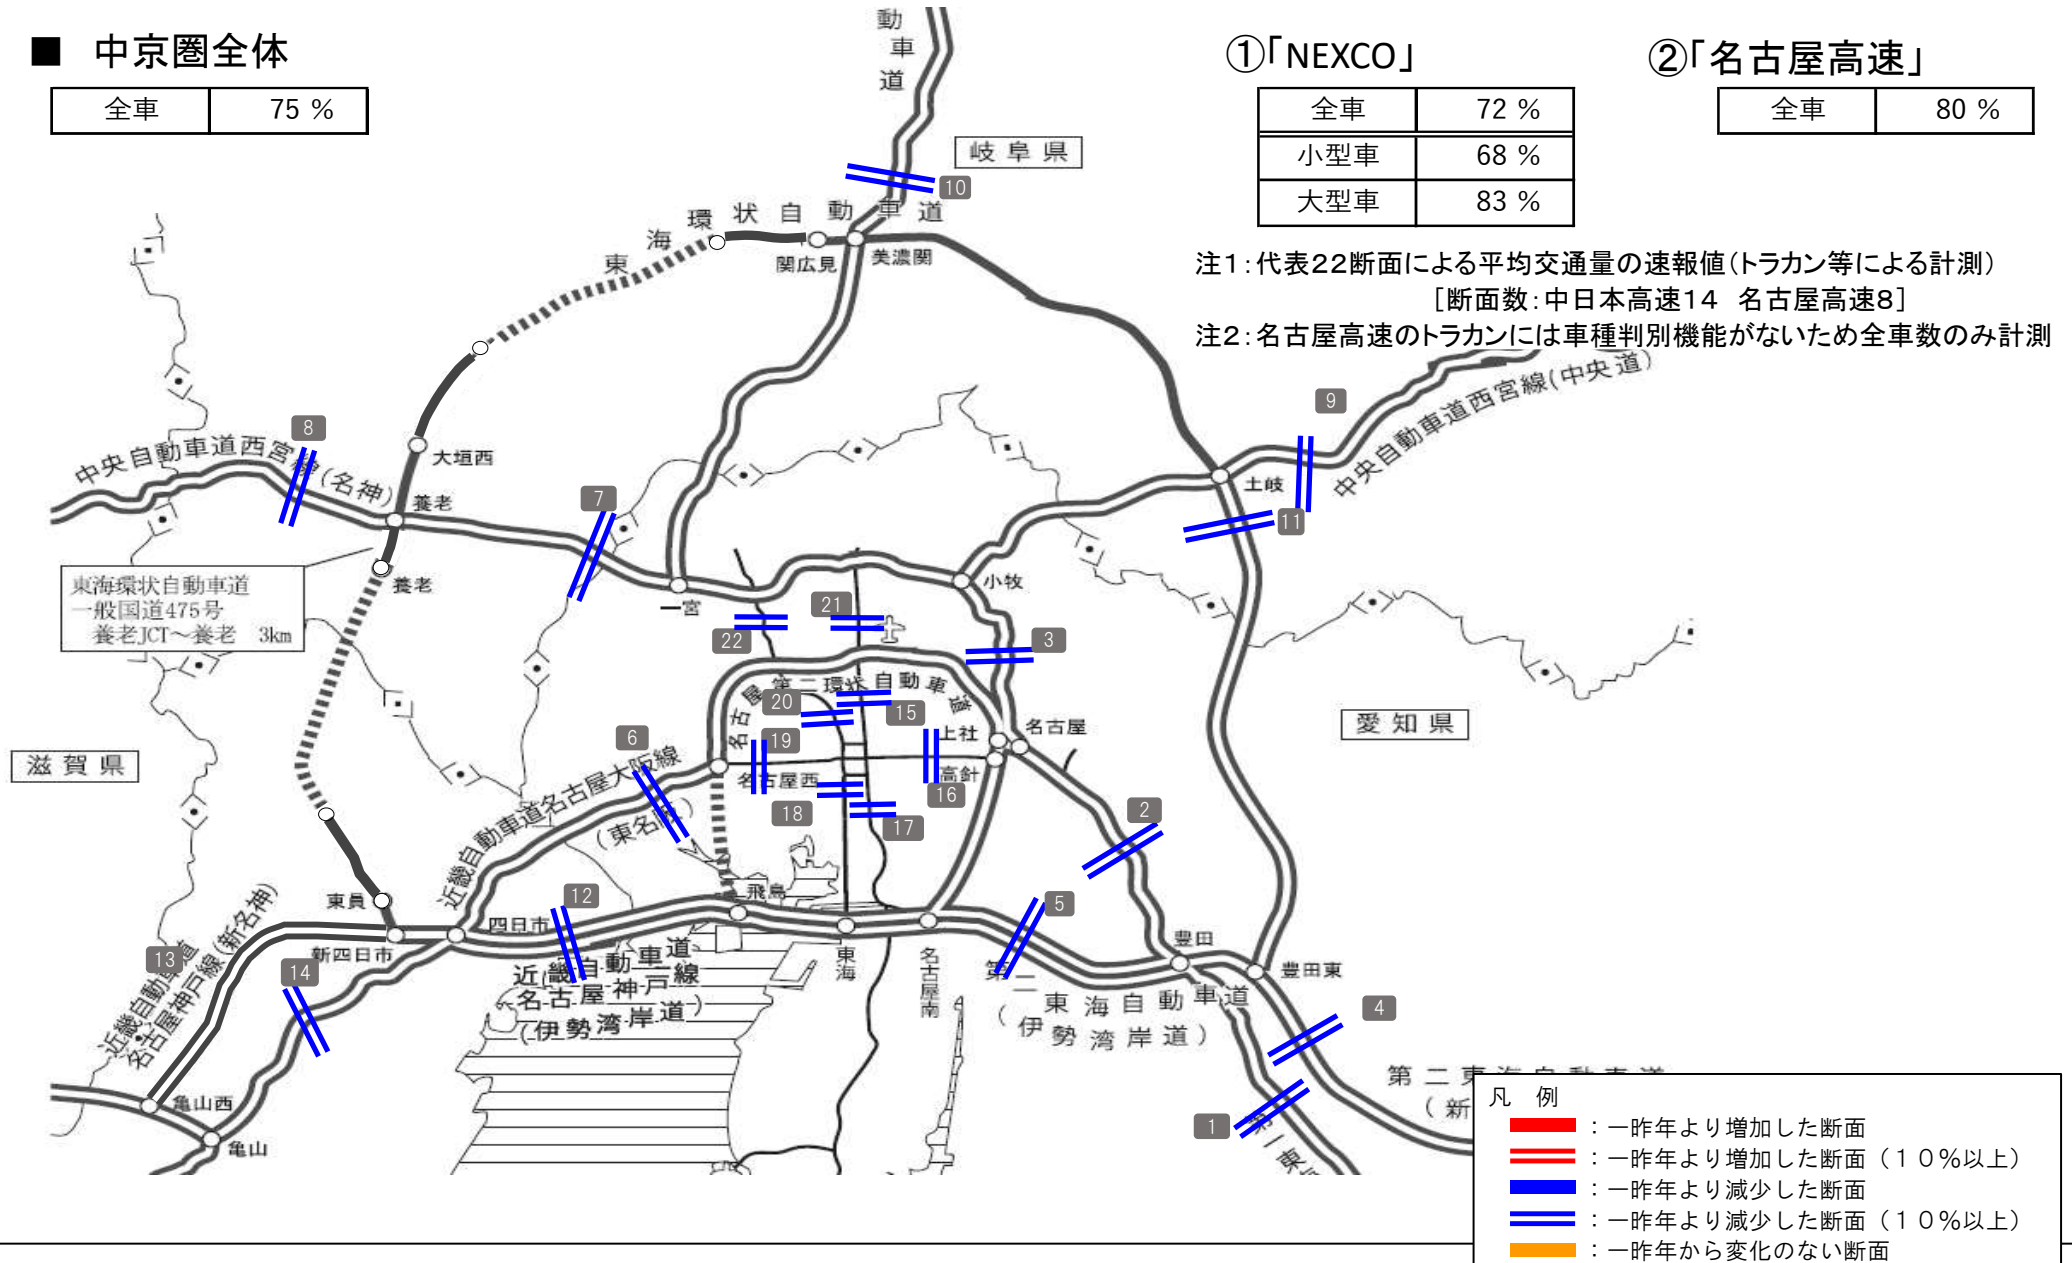 ■ 中京圏全体
全車 75 %
①「NEXCO」
全車 72 %
小型車 68 %
大型車 83 %
②「名古屋高速」
全車 80 %
注1：代表22断面による平均交通量の速報値（トラカン等による計測）
［断面数：中日本高速14 名古屋高速8］
注2：名古屋高速のトラカンには車種判別機能がないため全車数のみ計測
動車道
岐阜県
10
東海環状自動車道
関広見
美濃関
9
中央自動車道西宮線(中央道)
8
中央自動車道西宮線(名神)
大垣西
養老
土岐
7
11
養老
東海環状自動車道
一般国道475号
養老JCT～養老 3km
一宮
小牧
21
22
3
名古屋第二環状自動車道
20
15
上社
名古屋
愛知県
滋賀県
6
19
名古屋西
高針
16
近畿自動車道名古屋大阪線
(東名阪)
18
17
2
東員
飛島
12
四日市
5
新四日市
13
14
近畿自動車道
名古屋神戸線(新名神)
近畿自動車道
名古屋神戸線
(伊勢湾岸道)
東海
名古屋南
豊田
豊田東
第二東海自動車道
(伊勢湾岸道)
4
亀山西
亀山
1
第一東
第二東海自動車道
(新
凡 例
：一昨年より増加した断面
：一昨年より増加した断面（１０%以上）
：一昨年より減少した断面
：一昨年より減少した断面（１０%以上）
：一昨年から変化のない断面